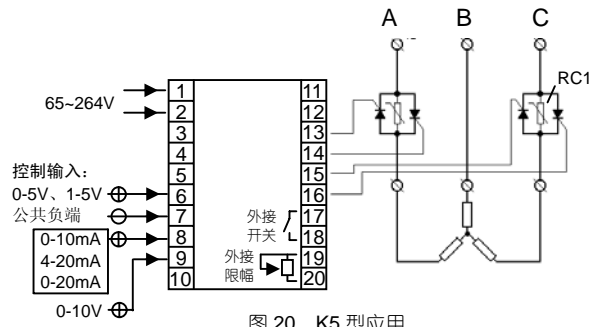 A B C
RC1
1 11
65~264V
2 12
3 13
4 14
控制输入：
5 15
0-5V、1-5V
6 16
公共负端
7 外接 17
0-10mA
8 开关 18
4-20mA
9 外接 19
0-20mA
10 限幅 20
0-10V
图 20 K5 型应用